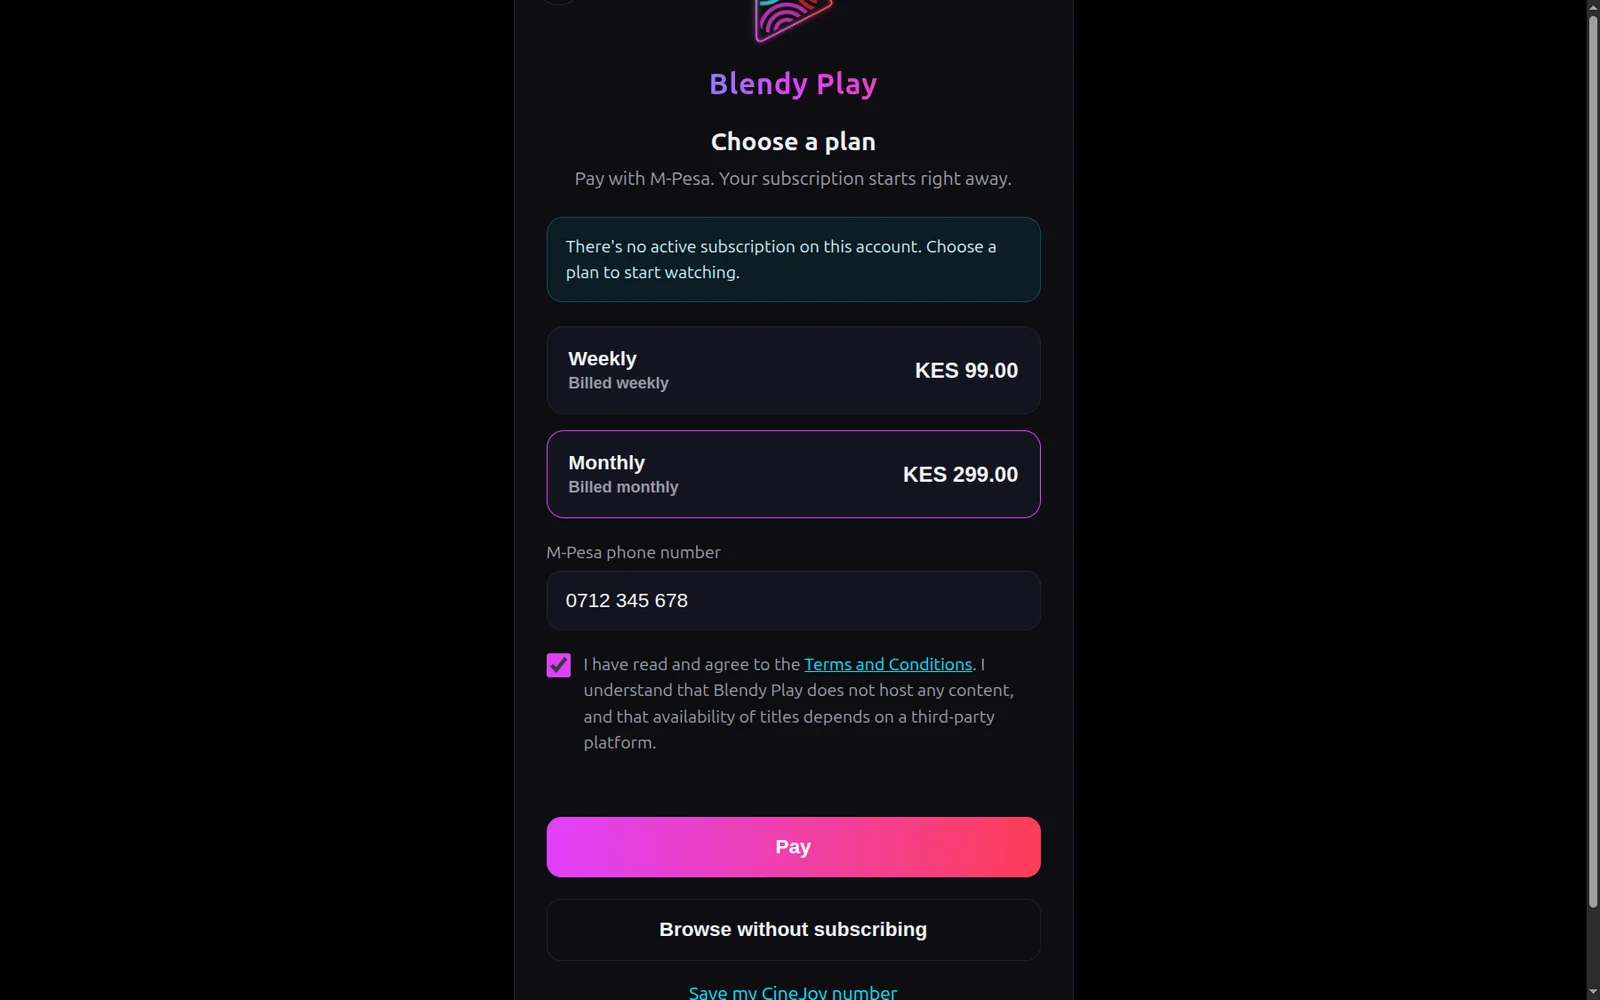 Blendy Play
Choose a plan
Pay with M-Pesa. Your subscription starts right away.
There's no active subscription on this account. Choose a
plan to start watching.
Weekly
Billed weekly
KES 99.00
Monthly
Billed monthly
KES 299.00
M-Pesa phone number
0712 345 678
I have read and agree to the Terms and Conditions. I
understand that Blendy Play does not host any content,
and that availability of titles depends on a third-party
platform.
Pay
Browse without subscribing
Save my CineJoy number